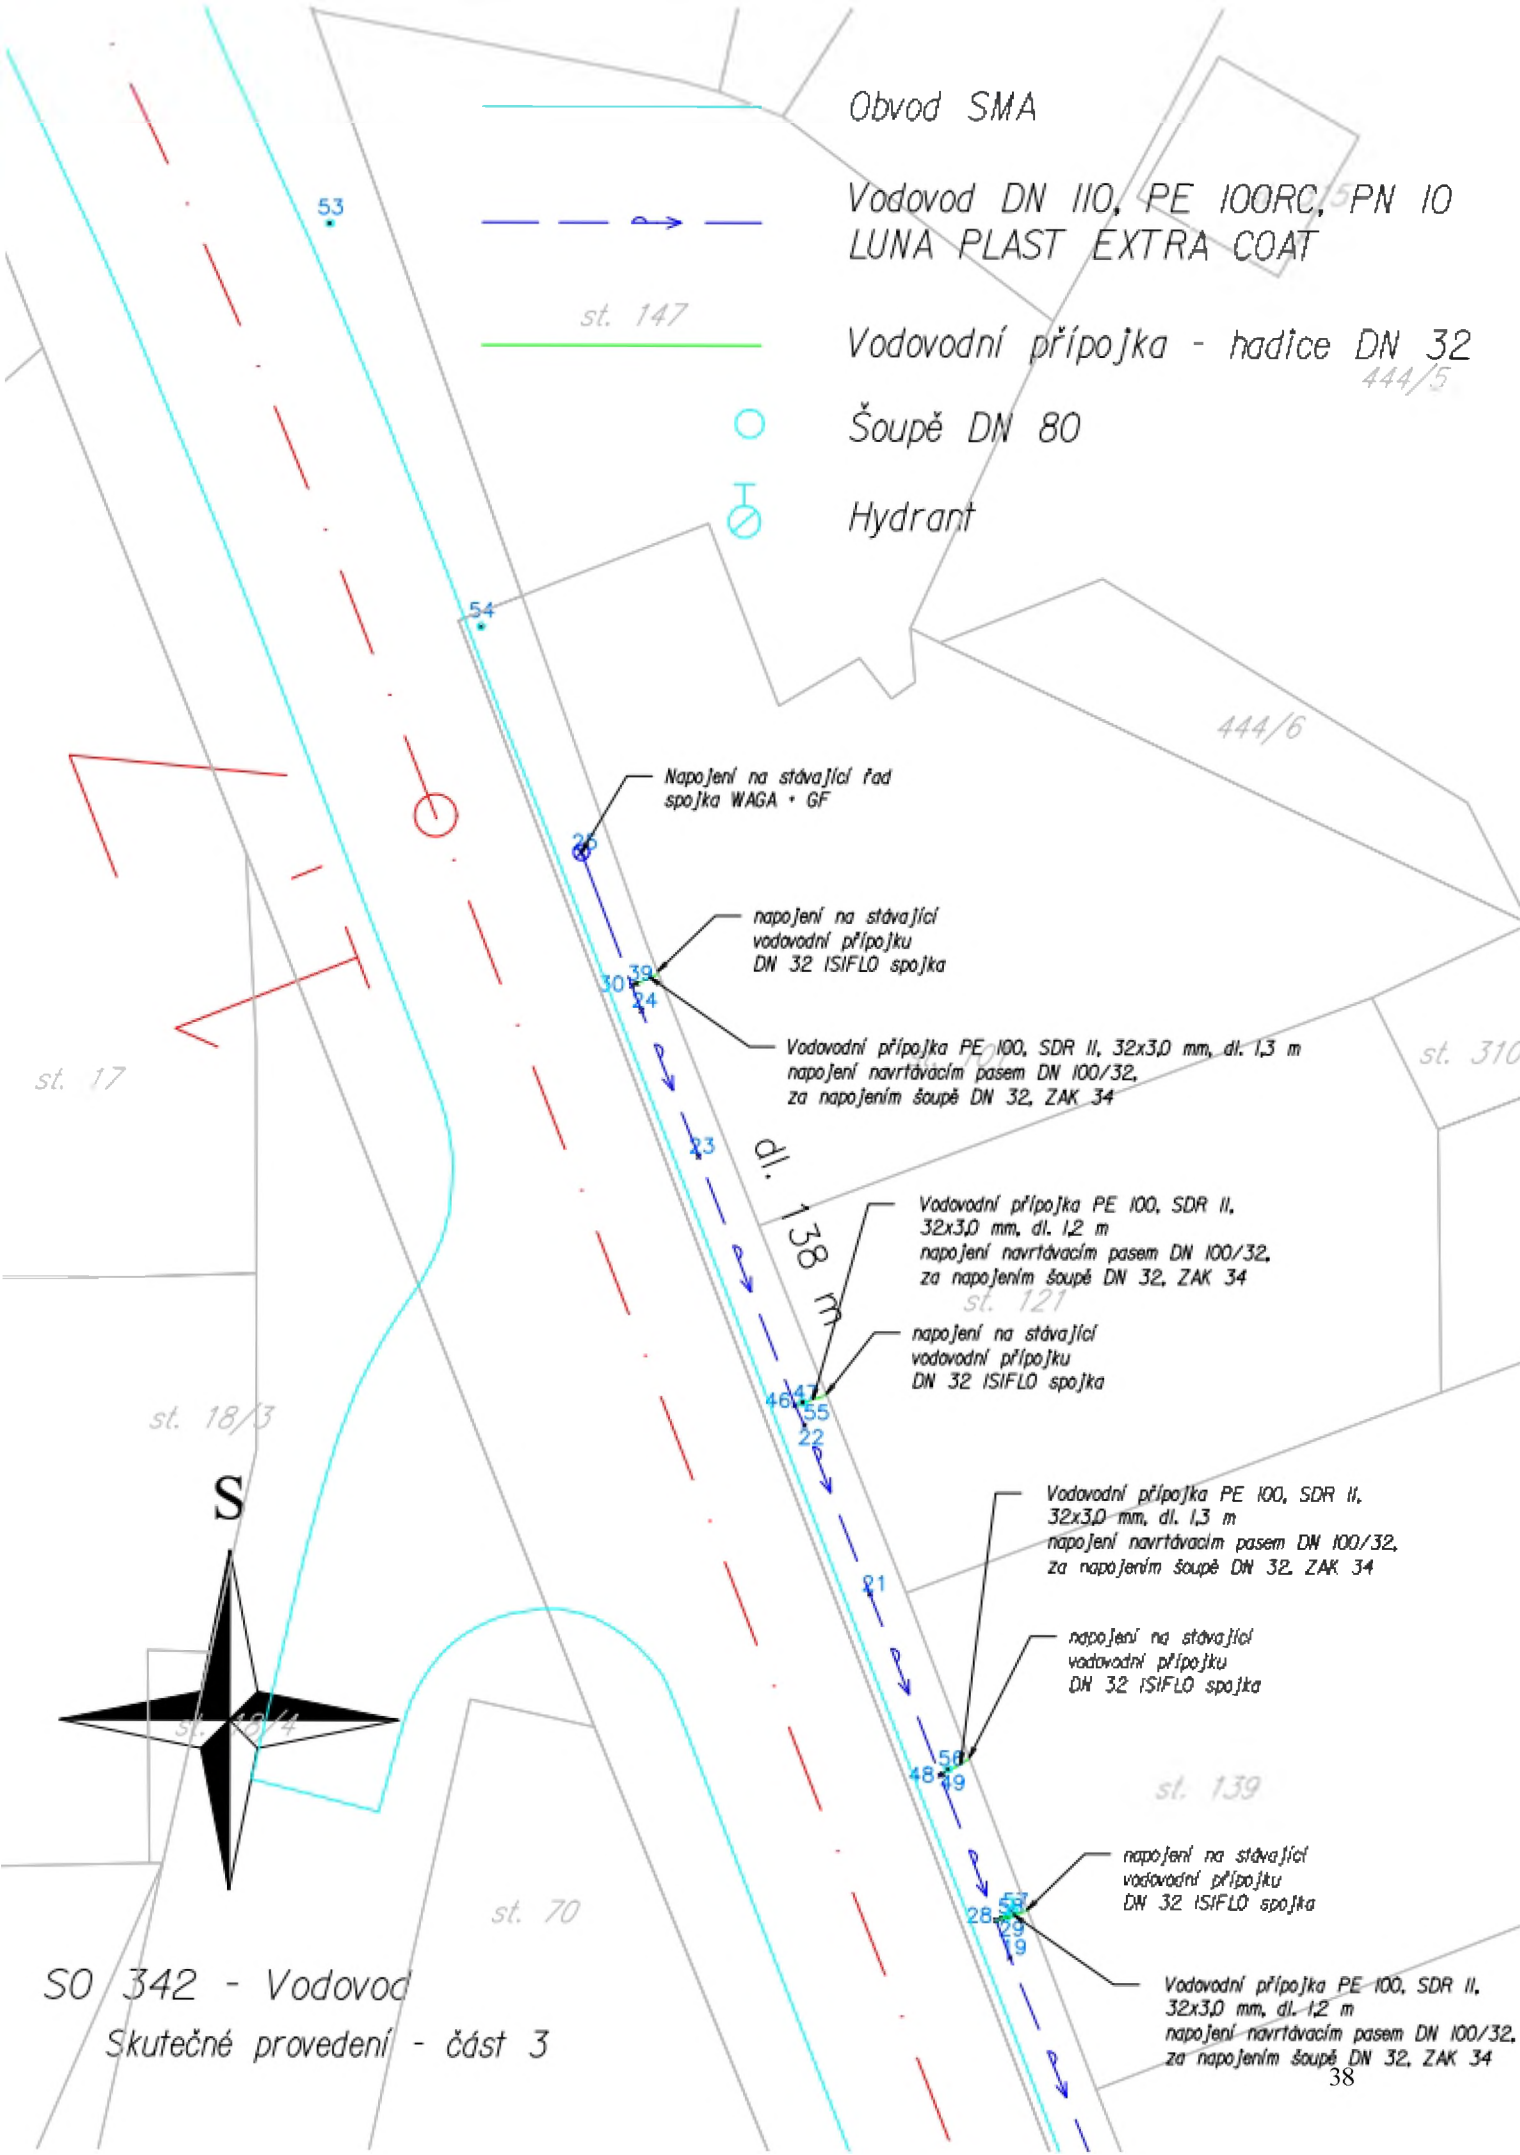 Obvod SMA
Vodovod DN 110, PE 100RC, PN 10
LUNA PLAST EXTRA COAT
53
st. 147
Vodovodní přípojka - hadice DN 32
444/5
Šoupě DN 80
Hydrant
54
444/6
Napojení na stávající řad
spojka WAGA + GF
25
napojení na stávající
vodovodní přípojku
DN 32 ISIFLO spojka
39
30
24
Vodovodní přípojka PE 100, SDR 11, 32x3,0 mm, dl. 1,3 m
napojení navrtávacím pasem DN 100/32,
za napojením šoupě DN 32, ZAK 34
st. 310
st. 17
23
dl. 138 m
Vodovodní přípojka PE 100, SDR 11,
32x3,0 mm, dl. 1,2 m
napojení navrtávacím pasem DN 100/32,
za napojením šoupě DN 32, ZAK 34
st. 121
napojení na stávající
vodovodní přípojku
DN 32 ISIFLO spojka
46
47
55
22
st. 18/3
S
Vodovodní přípojka PE 100, SDR 11,
32x3,0 mm, dl. 1,3 m
napojení navrtávacím pasem DN 100/32,
za napojením šoupě DN 32, ZAK 34
21
napojení na stávající
vodovodní přípojku
DN 32 ISIFLO spojka
st. 18/4
56
48
49
st. 139
napojení na stávající
vodovodní přípojku
DN 32 ISIFLO spojka
57
58
28
29
19
st. 70
SO 342 - Vodovod
Skutečné provedení - část 3
Vodovodní přípojka PE 100, SDR 11,
32x3,0 mm, dl. 1,2 m
napojení navrtávacím pasem DN 100/32,
za napojením šoupě DN 32, ZAK 34
38